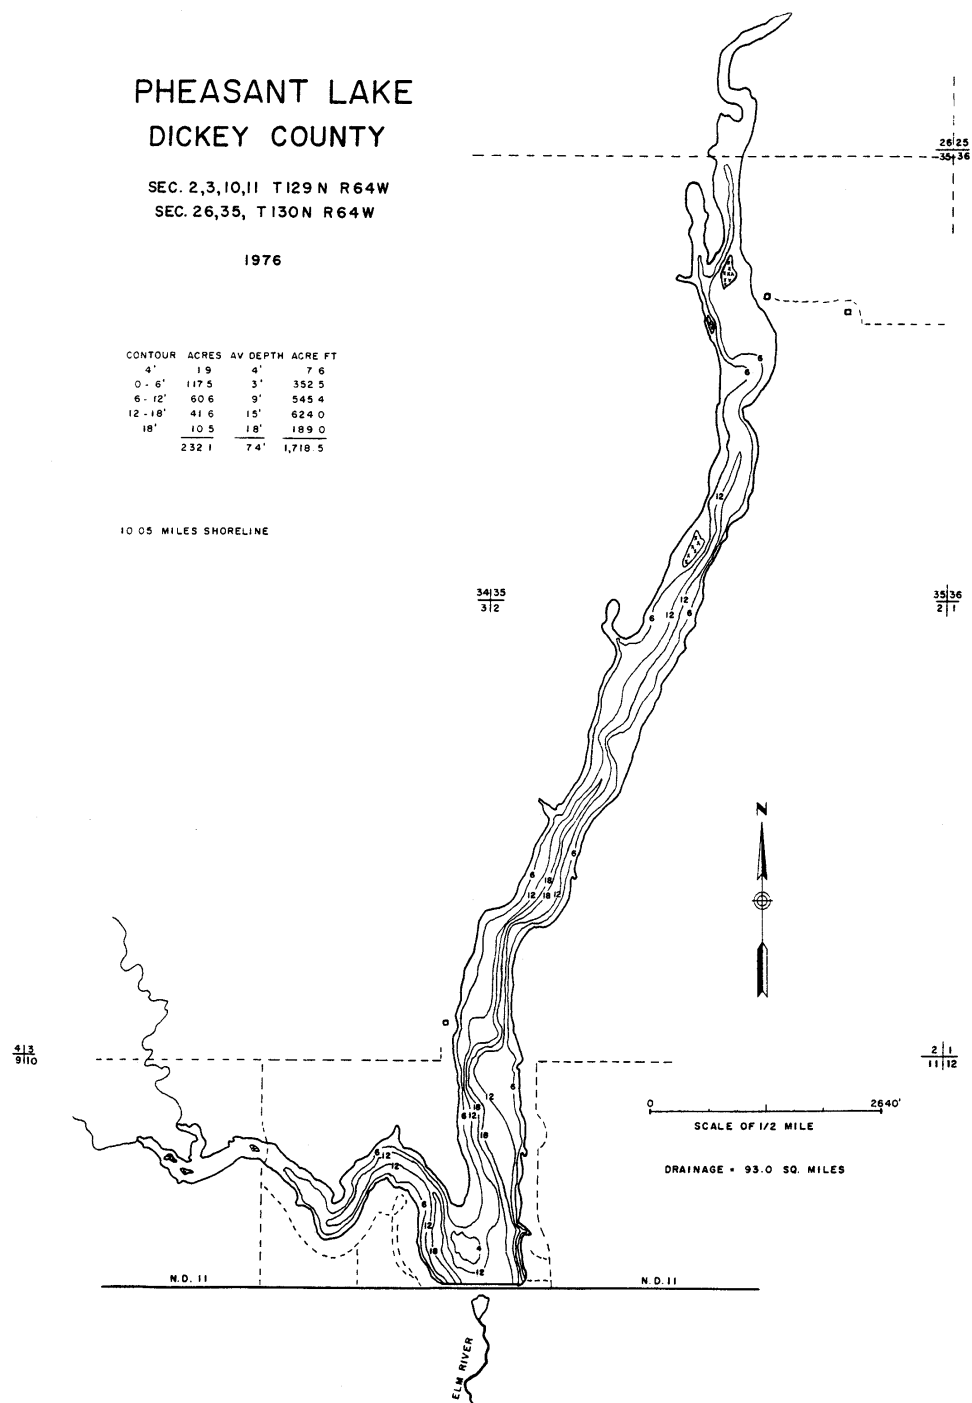 PHEASANT LAKE
DICKEY COUNTY
SEC. 2,3,10,11 T129N R64W
SEC. 26,35, T130N R64W
1976
CONTOUR ACRES AV DEPTH ACRE FT
4' 1 9 4' 7 6
0 - 6' 117 5 3' 352 5
6 - 12' 60 6 9' 545 4
12 - 18' 41 6 15' 624 0
18' 10 5 18' 189 0
232 1 7 4' 1,718 5
10 05 MILES SHORELINE
26 25
35 36
6
6
12
34 35
3 2
35 36
2 1
12
6 12 6
N
6
6
18
12 18 12
4 3
9 10
2 1
11 12
6
12
18
6 12
18
0 2640'
SCALE OF 1/2 MILE
DRAINAGE = 93.0 SQ. MILES
6
12
12
6
12
18
4
12
N.D. 11
N.D. 11
ELM RIVER